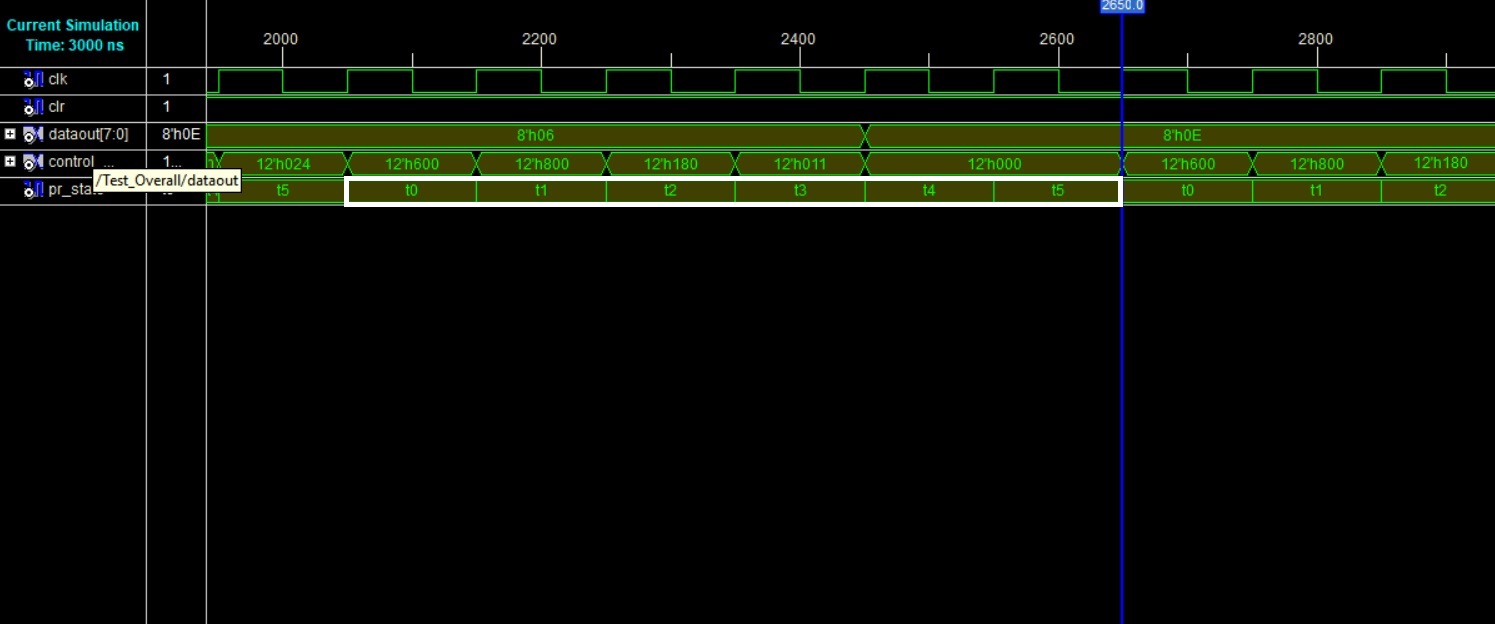 2650.0
Current Simulation
Time: 3000 ns
2000 2200 2400 2600 2800
clk 1
clr 1
dataout[7:0] 8'h0E 8'h06 8'h0E
control_... 1... 12'h024 12'h600 12'h800 12'h180 12'h011 12'h000 12'h600 12'h800 12'h180
/Test_Overall/dataout
pr_sta t5 t0 t1 t2 t3 t4 t5 t0 t1 t2